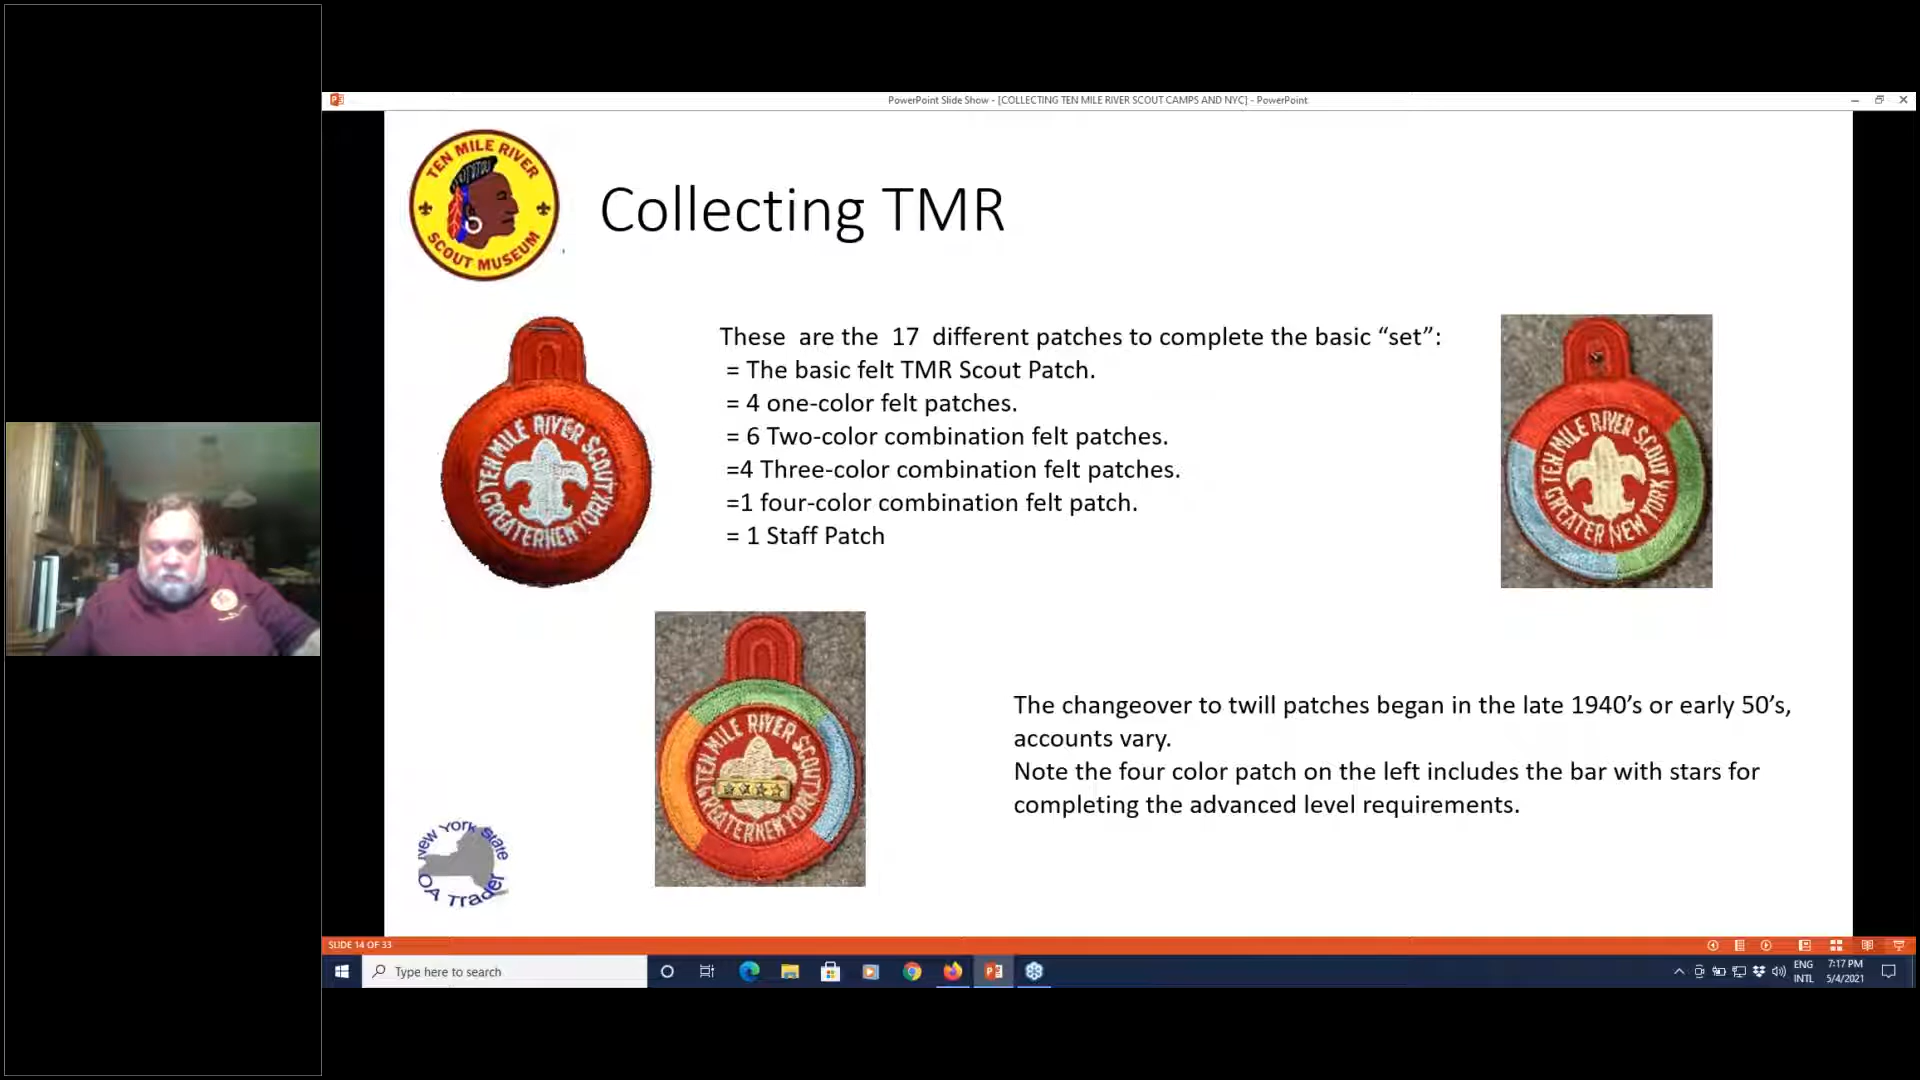 PowerPoint Slide Show - [COLLECTING TEN MILE RIVER SCOUT CAMPS AND NYC] - PowerPoint
TEN MILE RIVER
SCOUT MUSEUM
Collecting TMR
These are the 17 different patches to complete the basic “set”:
= The basic felt TMR Scout Patch.
= 4 one-color felt patches.
= 6 Two-color combination felt patches.
=4 Three-color combination felt patches.
=1 four-color combination felt patch.
= 1 Staff Patch
TEN MILE RIVER SCOUT
GREATER NEW YORK
TEN MILE RIVER SCOUT
GREATER NEW YORK
TEN MILE RIVER SCOUT
GREATER NEW YORK
The changeover to twill patches began in the late 1940’s or early 50’s,
accounts vary.
Note the four color patch on the left includes the bar with stars for
completing the advanced level requirements.
New York State
OA Trader
SLIDE 14 OF 33
Type here to search
ENG
INTL
7:17 PM
5/4/2021